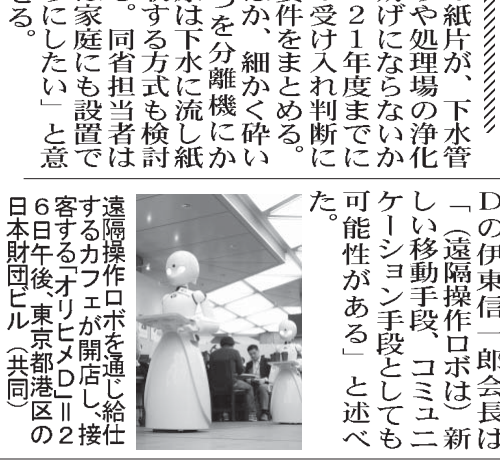 紙片が、下水管
や処理場の浄化
げにならないか
21年度までに
受け入れ判断に
件をまとめる。
か、細かく砕い
つを分離機にか
は下水に流し紙
する方式も検討
。同省担当者は
家庭にも設置で
にしたい」と意
る。
Dの伊東信一郎会長は
「（遠隔操作ロボは）新
しい移動手段、コミュニ
ケーション手段としても
可能性がある」と述べ
た。
遠隔操作ロボを通じ給仕
するカフェが開店し、接
客する「オリヒメD」＝2
6日午後、東京都港区の
日本財団ビル（共同）